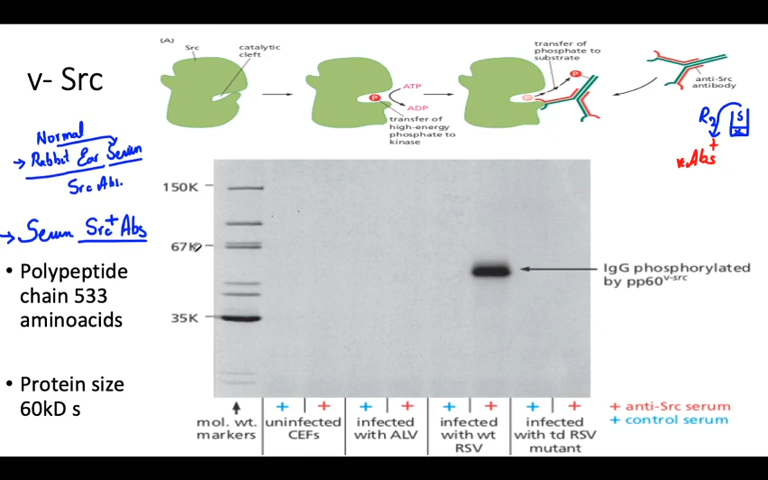 v- Src
Normal
→ Rabbit Ear Serum
Src Abs.
→ Serum Src+ Abs
• Polypeptide
chain 533
aminoacids
• Protein size
60kD s
(A)
Src
catalytic
cleft
P
ATP
ADP
transfer of
high-energy
phosphate to
kinase
transfer of
phosphate to
substrate
P
anti-Src
antibody
S
Abs+
150K
67K
35K
IgG phosphorylated
by pp60v-src
+ + + + + + + +
mol. wt.
markers
uninfected
CEFs
infected
with ALV
infected
with wt
RSV
infected
with td RSV
mutant
+ anti-Src serum
+ control serum